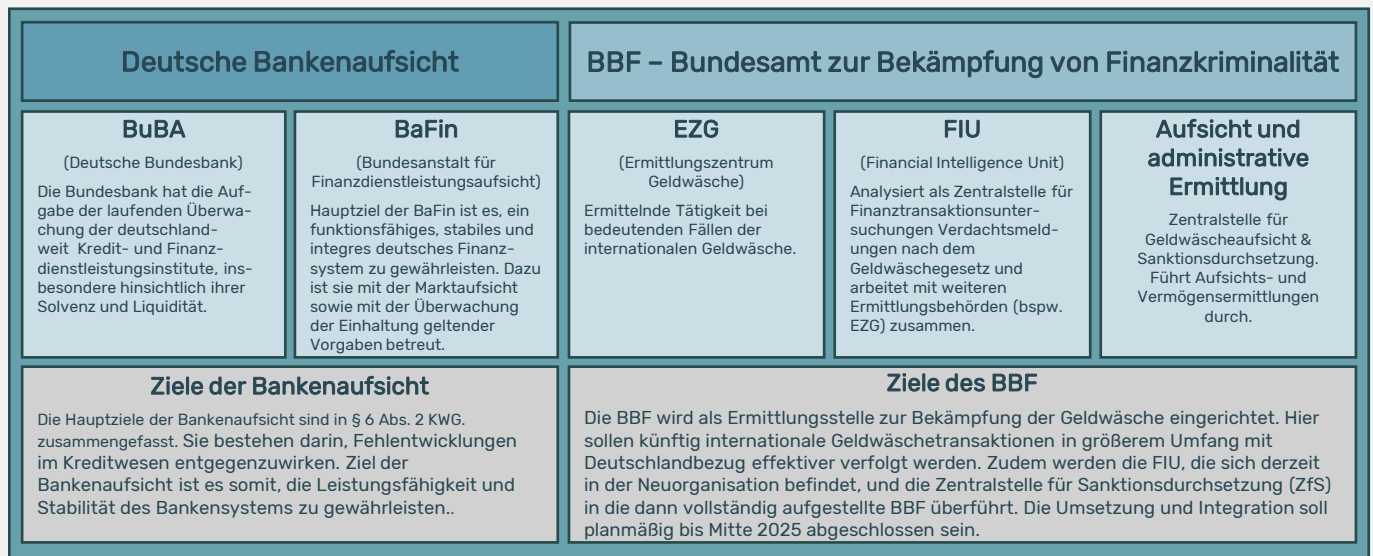 Deutsche Bankenaufsicht
BBF – Bundesamt zur Bekämpfung von Finanzkriminalität
BuBA
(Deutsche Bundesbank)
Die Bundesbank hat die Auf-
gabe der laufenden Überwa-
chung der deutschland-
weit Kredit- und Finanz-
dienstleistungsinstitute, ins-
besondere hinsichtlich ihrer
Solvenz und Liquidität.
BaFin
(Bundesanstalt für
Finanzdienstleistungsaufsicht)
Hauptziel der BaFin ist es, ein
funktionsfähiges, stabiles und
integres deutsches Finanz-
system zu gewährleisten. Dazu
ist sie mit der Marktaufsicht
sowie mit der Überwachung
der Einhaltung geltender
Vorgaben betreut.
EZG
(Ermittlungszentrum
Geldwäsche)
Ermittelnde Tätigkeit bei
bedeutenden Fällen der
internationalen Geldwäsche.
FIU
(Financial Intelligence Unit)
Analysiert als Zentralstelle für
Finanztransaktionsunter-
suchungen Verdachtsmeld-
ungen nach dem
Geldwäschegesetz und
arbeitet mit weiteren
Ermittlungsbehörden (bspw.
EZG) zusammen.
Aufsicht und
administrative
Ermittlung
Zentralstelle für
Geldwäscheaufsicht &
Sanktionsdurchsetzung.
Führt Aufsichts- und
Vermögensermittlungen
durch.
Ziele der Bankenaufsicht
Die Hauptziele der Bankenaufsicht sind in § 6 Abs. 2 KWG.
zusammengefasst. Sie bestehen darin, Fehlentwicklungen
im Kreditwesen entgegenzuwirken. Ziel der
Bankenaufsicht ist es somit, die Leistungsfähigkeit und
Stabilität des Bankensystems zu gewährleisten..
Ziele des BBF
Die BBF wird als Ermittlungsstelle zur Bekämpfung der Geldwäsche eingerichtet. Hier
sollen künftig internationale Geldwäschetransaktionen in größerem Umfang mit
Deutschlandbezug effektiver verfolgt werden. Zudem werden die FIU, die sich derzeit
in der Neuorganisation befindet, und die Zentralstelle für Sanktionsdurchsetzung (ZfS)
in die dann vollständig aufgestellte BBF überführt. Die Umsetzung und Integration soll
planmäßig bis Mitte 2025 abgeschlossen sein.